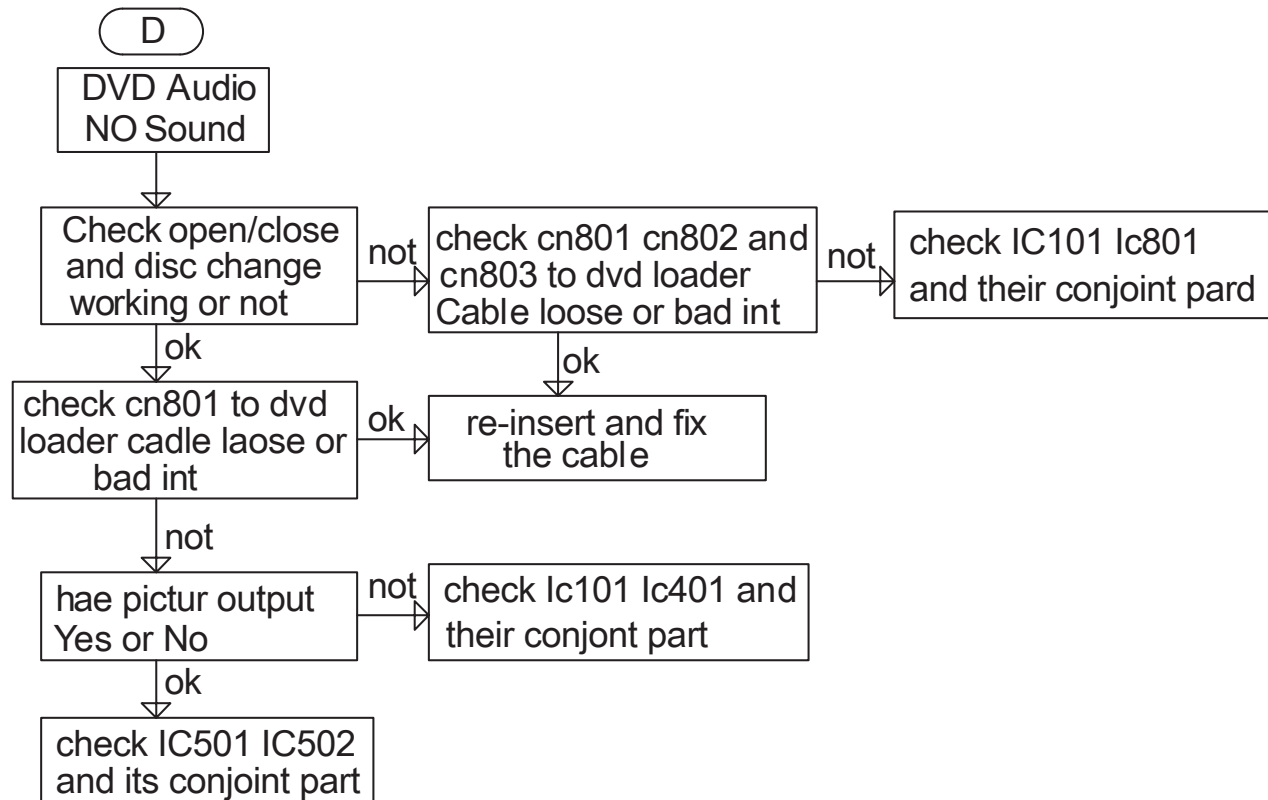 D
DVD Audio
NO Sound
Check open/close
and disc change
working or not
not
check cn801 cn802 and
cn803 to dvd loader
Cable loose or bad int
not
check IC101 Ic801
and their conjoint pard
ok
ok
check cn801 to dvd
loader cadle laose or
bad int
ok
re-insert and fix
the cable
not
hae pictur output
Yes or No
not
check Ic101 Ic401 and
their conjont part
ok
check IC501 IC502
and its conjoint part